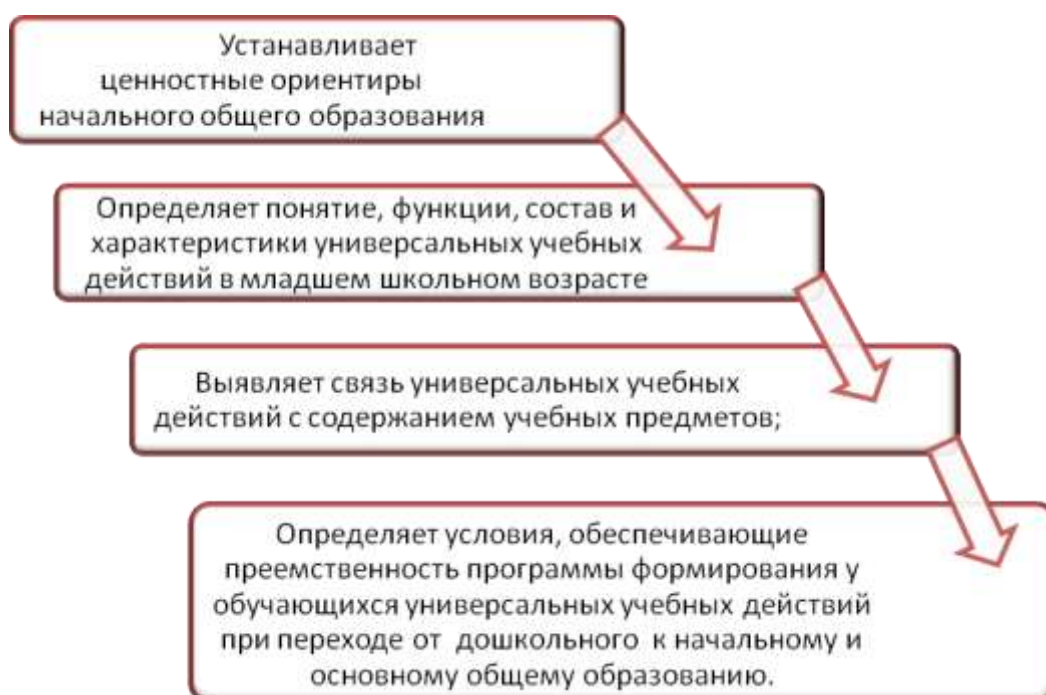 Устанавливает
ценностные ориентиры
начального общего образования
Определяет понятие, функции, состав и
характеристики универсальных учебных
действий в младшем школьном возрасте
Выявляет связь универсальных учебных
действий с содержанием учебных предметов;
Определяет условия, обеспечивающие
преемственность программы формирования у
обучающихся универсальных учебных действий
при переходе от дошкольного к начальному и
основному общему образованию.